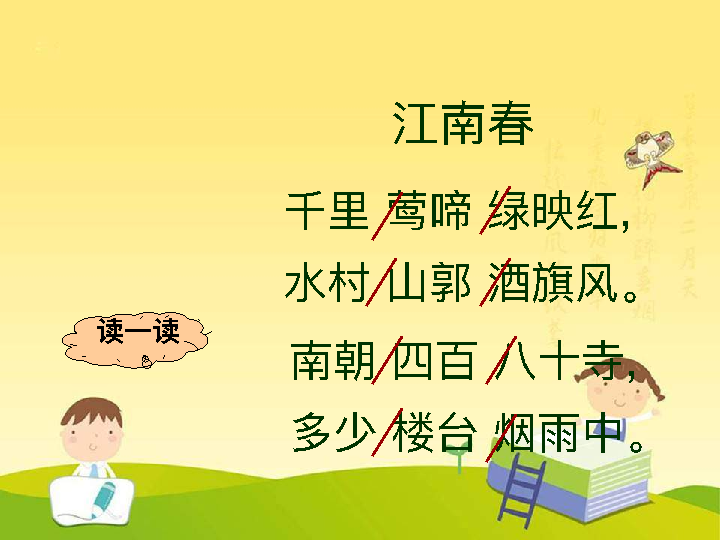 江南春
千里 莺啼 绿映红，
水村 山郭 酒旗风。
读一读
南朝 四百 八十寺，
多少 楼台 烟雨中。